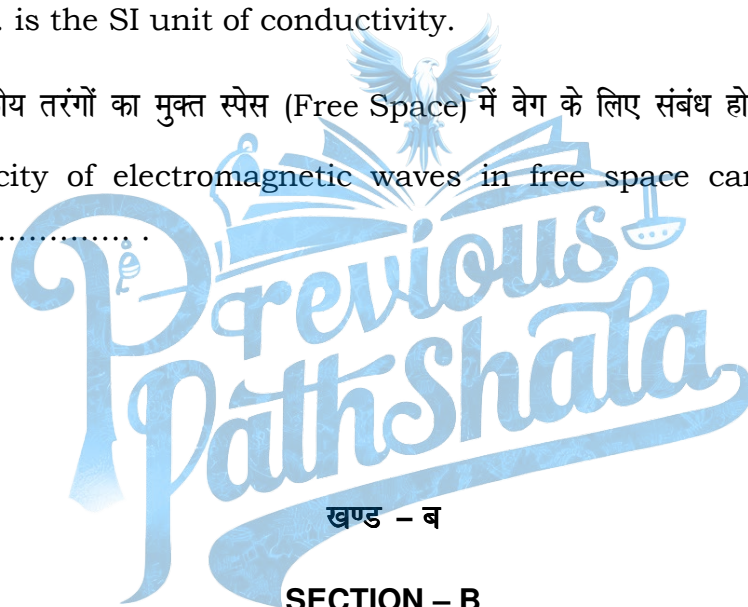 . is the SI unit of conductivity.
ीय तरंगों का मुक्त स्पेस (Free Space) में वेग के लिए संबंध हो
city of electromagnetic waves in free space car
............. .
Previous
PathShala
खण्ड – ब
SECTION – B